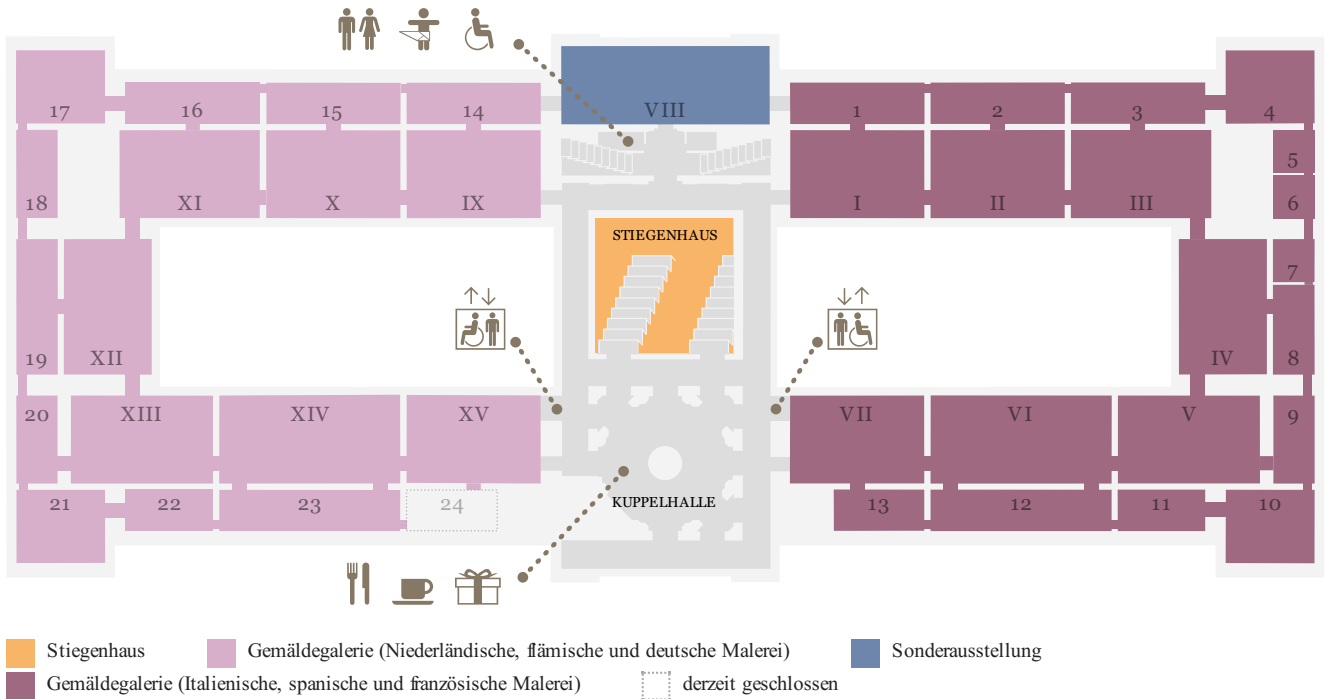 17
16
15
14
VIII
1
2
3
4
5
18
XI
X
IX
I
II
III
6
STIEGENHAUS
7
19
XII
IV
8
20
XIII
XIV
XV
VII
VI
V
9
21
22
23
24
KUPPELHALLE
13
12
11
10
Stiegenhaus
Gemäldegalerie (Niederländische, flämische und deutsche Malerei)
Sonderausstellung
Gemäldegalerie (Italienische, spanische und französische Malerei)
derzeit geschlossen